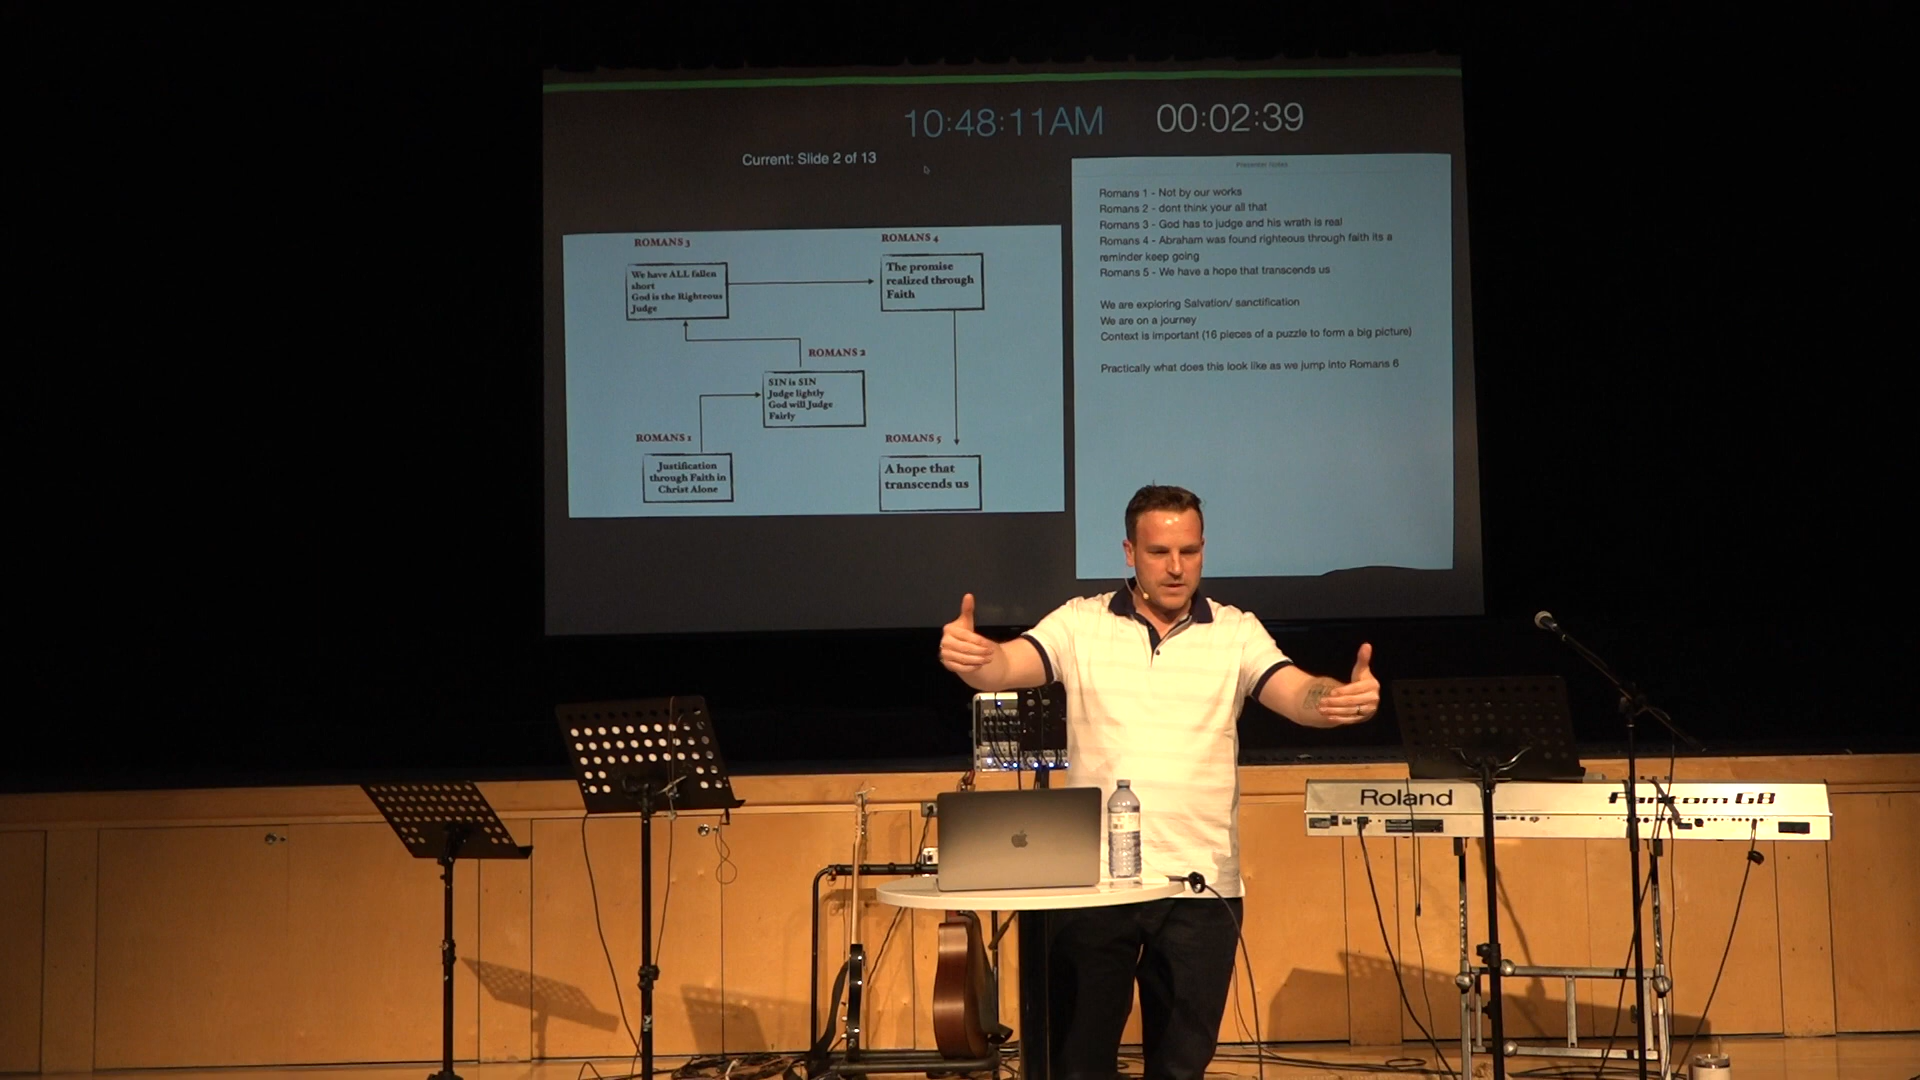 10:48:11AM
00:02:39
Current: Slide 2 of 13
Presenter Notes
ROMANS 3
We have ALL fallen
short
God is the Righteous
Judge
ROMANS 4
The promise
realized through
Faith
ROMANS 2
SIN is SIN
Judge lightly
God will Judge
Fairly
ROMANS 1
Justification
through Faith in
Christ Alone
ROMANS 5
A hope that
transcends us
Romans 1 - Not by our works
Romans 2 - dont think your all that
Romans 3 - God has to judge and his wrath is real
Romans 4 - Abraham was found righteous through faith its a
reminder keep going
Romans 5 - We have a hope that transcends us
We are exploring Salvation/ sanctification
We are on a journey
Context is important (16 pieces of a puzzle to form a big picture)
Practically what does this look like as we jump into Romans 6
Roland
Fantom G8